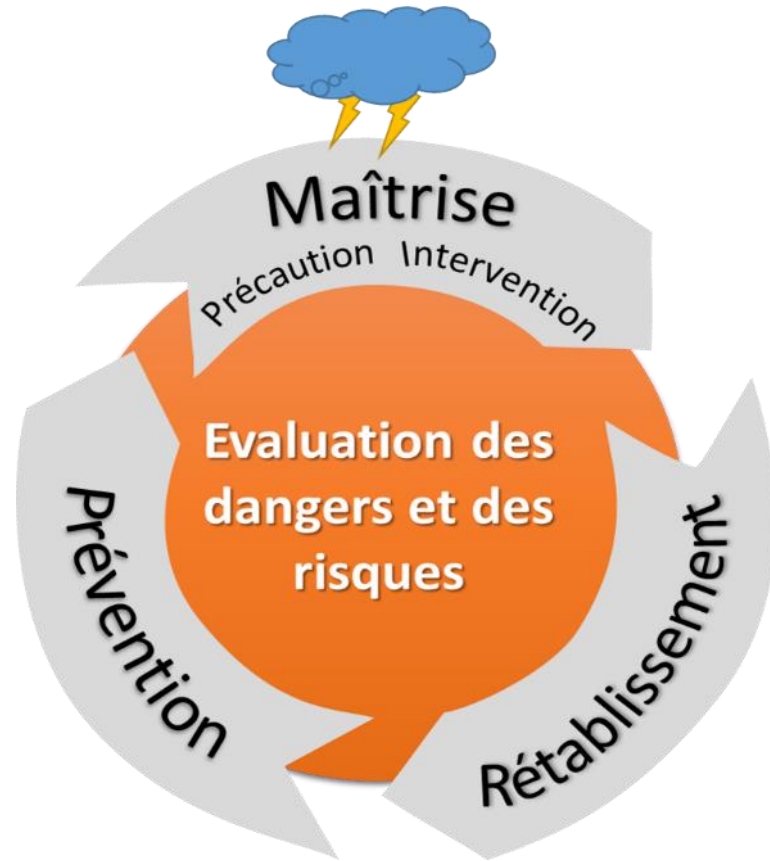 Maîtrise
Précaution Intervention
Evaluation des
dangers et des
risques
Prévention
Rétablissement